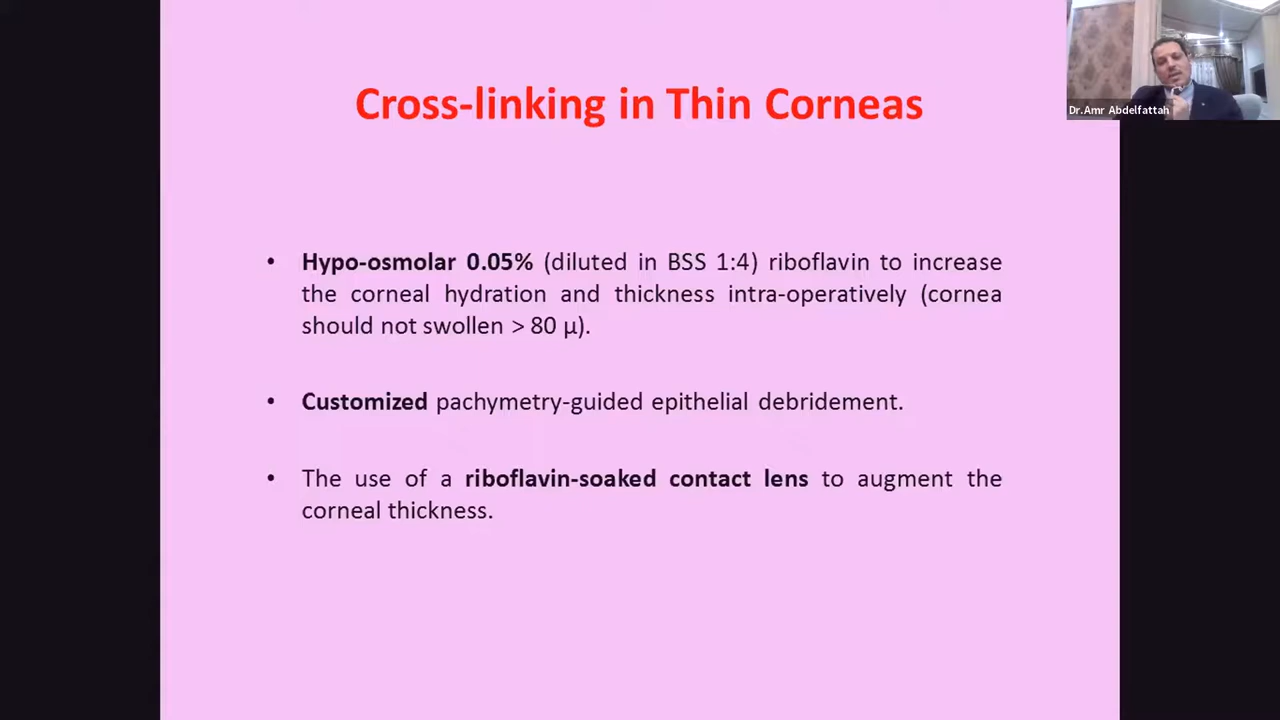 Dr.Amr Abdelfattah
Cross-linking in Thin Corneas
• Hypo-osmolar 0.05% (diluted in BSS 1:4) riboflavin to increase
the corneal hydration and thickness intra-operatively (cornea
should not swollen > 80 µ).
• Customized pachymetry-guided epithelial debridement.
• The use of a riboflavin-soaked contact lens to augment the
corneal thickness.